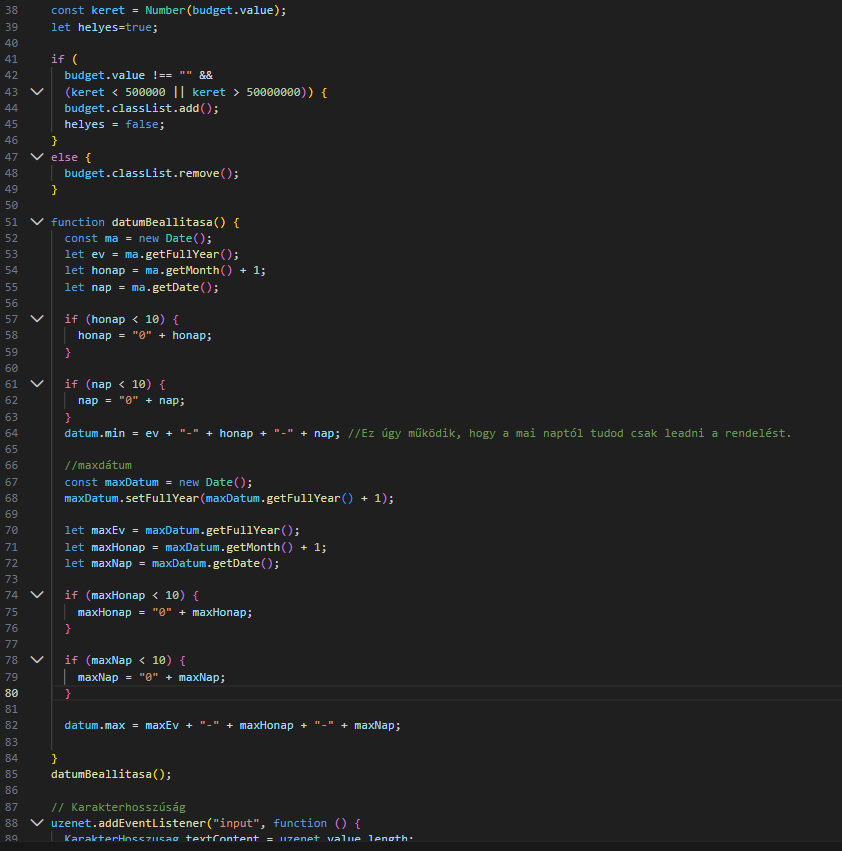 38 const keret = Number(budget.value);
39 let helyes=true;
40
41 if (
42 budget.value !== "" &&
43 (keret < 500000 || keret > 50000000)) {
44 budget.classList.add();
45 helyes = false;
46 }
47 else {
48 budget.classList.remove();
49 }
50
51 function datumBeallitasa() {
52 const ma = new Date();
53 let ev = ma.getFullYear();
54 let honap = ma.getMonth() + 1;
55 let nap = ma.getDate();
56
57 if (honap < 10) {
58 honap = "0" + honap;
59 }
60
61 if (nap < 10) {
62 nap = "0" + nap;
63 }
64 datum.min = ev + "-" + honap + "-" + nap; //Ez úgy működik, hogy a mai naptól tudod csak leadni a rendelést.
65
66 //maxdátum
67 const maxDatum = new Date();
68 maxDatum.setFullYear(maxDatum.getFullYear() + 1);
69
70 let maxEv = maxDatum.getFullYear();
71 let maxHonap = maxDatum.getMonth() + 1;
72 let maxNap = maxDatum.getDate();
73
74 if (maxHonap < 10) {
75 maxHonap = "0" + maxHonap;
76 }
77
78 if (maxNap < 10) {
79 maxNap = "0" + maxNap;
80 }
81
82 datum.max = maxEv + "-" + maxHonap + "-" + maxNap;
83
84 }
85 datumBeallitasa();
86
87 // Karakterhosszúság
88 uzenet.addEventListener("input", function () {
89 KarakterHosszusag.textContent = uzenet.value.length;